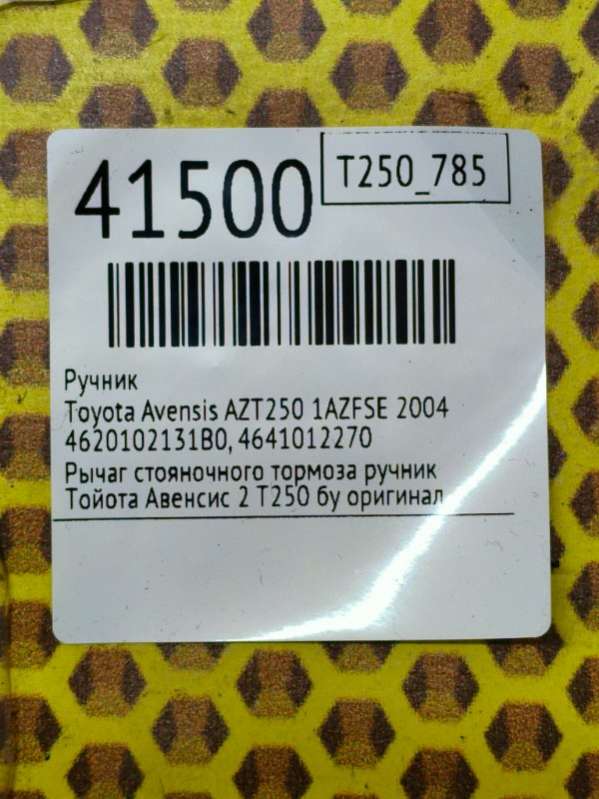 41500
T250_785
Ручник
Toyota Avensis AZT250 1AZFSE 2004
4620102131B0, 4641012270
Рычаг стояночного тормоза ручник
Тойота Авенсис 2 Т250 бу оригинал